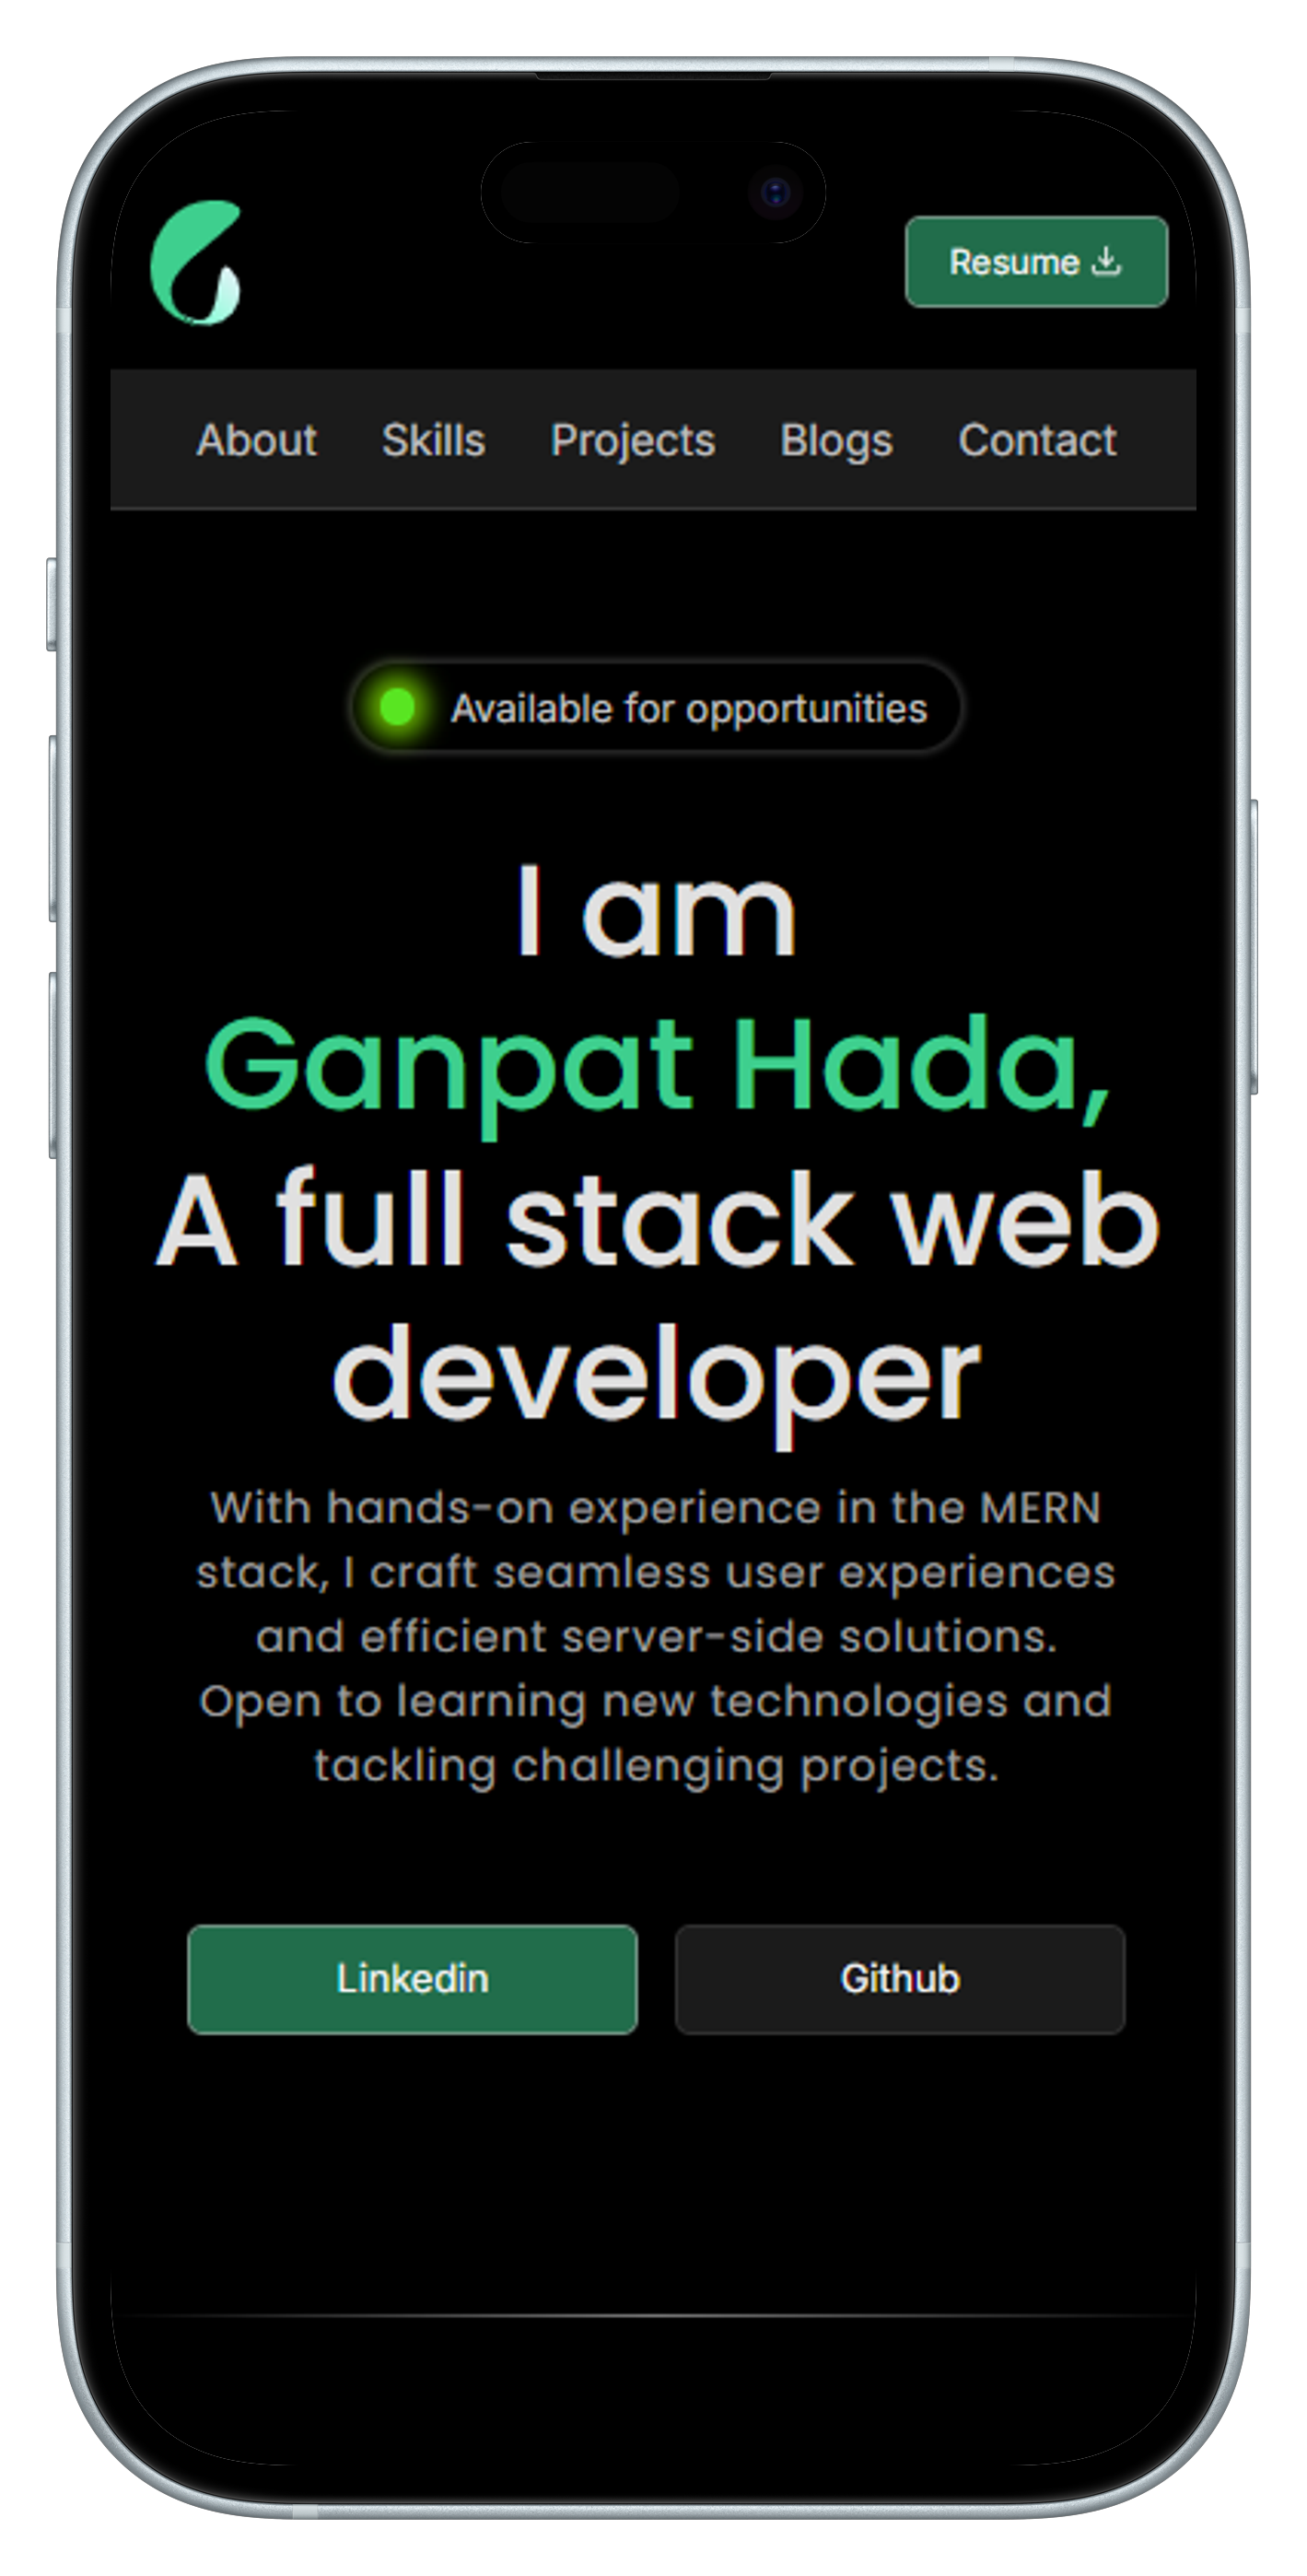 Resume
About Skills Projects Blogs Contact
Available for opportunities
I am
Ganpat Hada,
A full stack web
developer
With hands-on experience in the MERN
stack, I craft seamless user experiences
and efficient server-side solutions.
Open to learning new technologies and
tackling challenging projects.
Linkedin Github